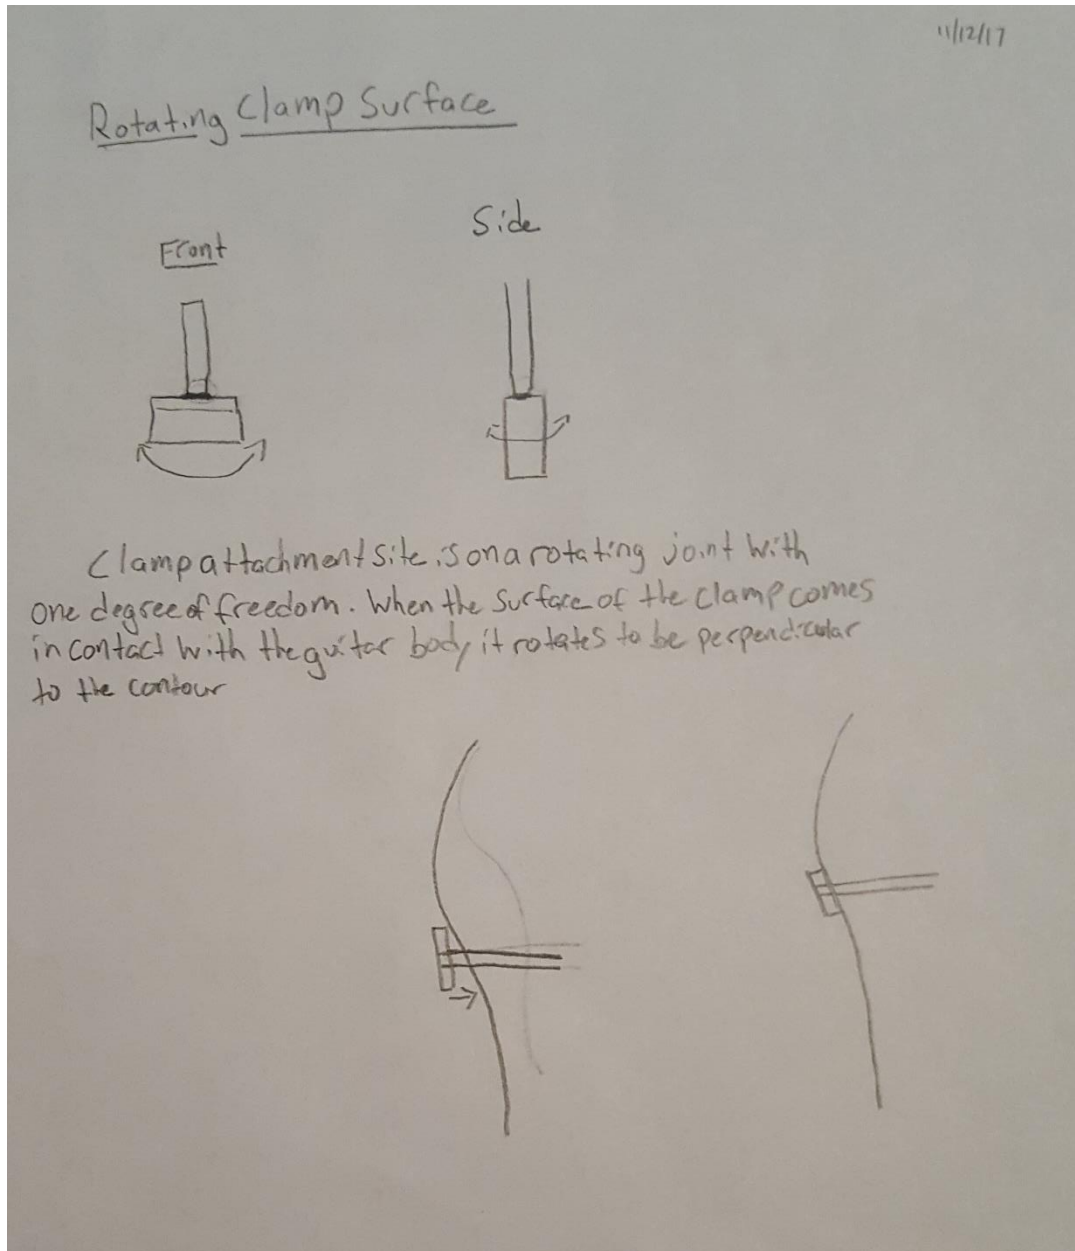 11/12/17
Rotating Clamp Surface
Side
Front
Clamp attachment site is on a rotating joint with
one degree of freedom. When the surface of the clamp comes
in contact with the guitar body, it rotates to be perpendicular
to the contour